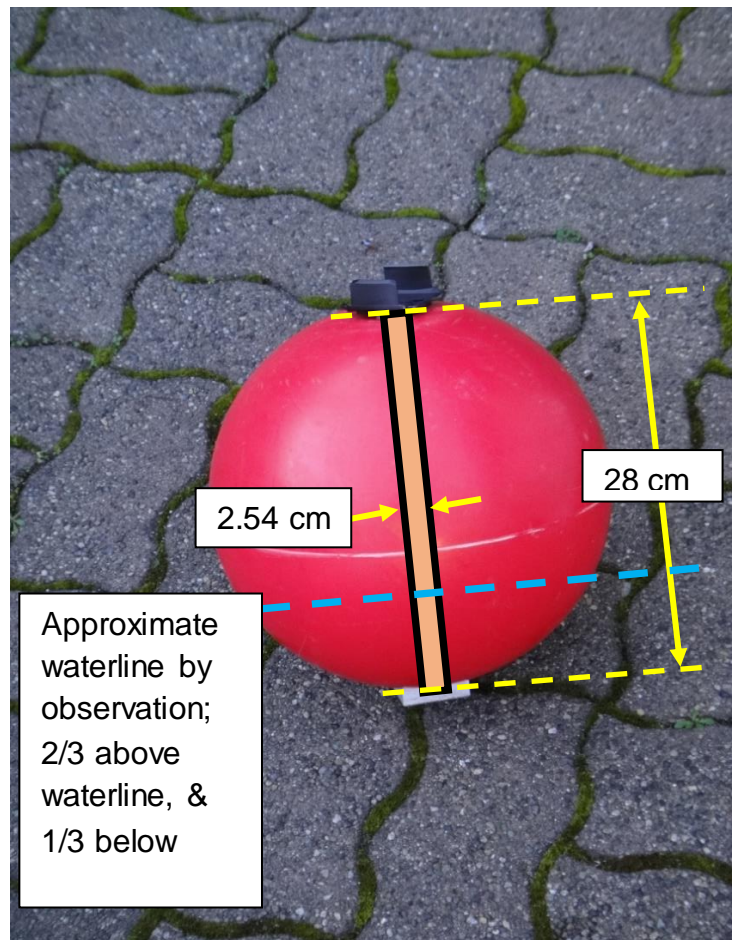 2.54 cm
28 cm
Approximate
waterline by
observation;
2/3 above
waterline, &
1/3 below